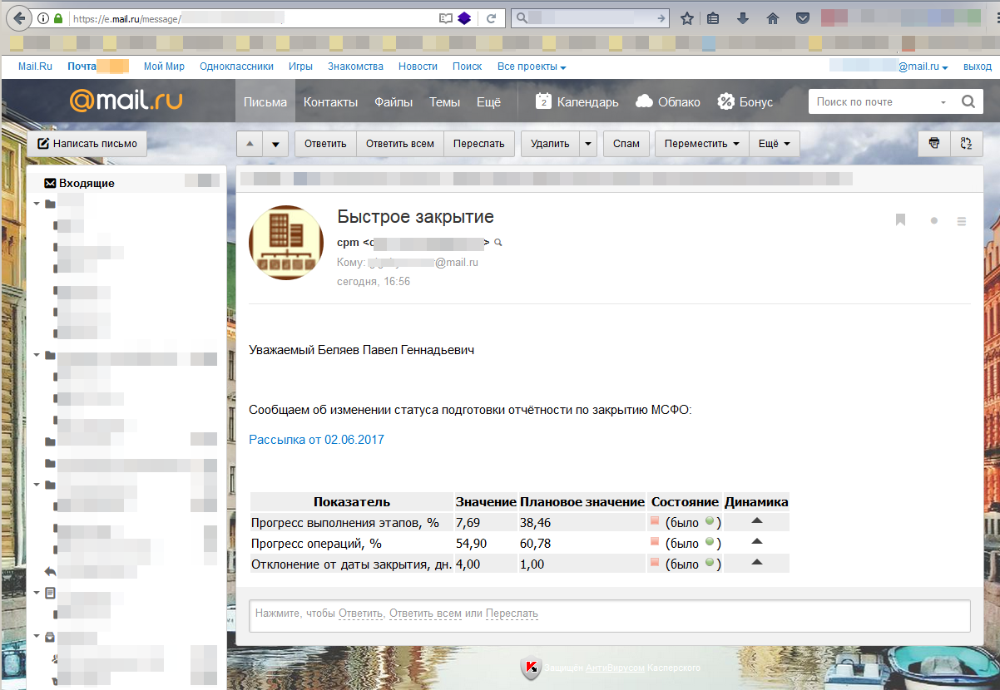 https://e.mail.ru/message/
Mail.Ru Почта Мой Мир Одноклассники Игры Знакомства Новости Поиск Все проекты @mail.ru выход
@mail.ru Письма Контакты Файлы Темы Ещё 2 Календарь Облако Бонус Поиск по почте
Написать письмо Ответить Ответить всем Переслать Удалить Спам Переместить Ещё
Входящие
Быстрое закрытие
cpm < >
Кому: @mail.ru
сегодня, 16:56
Уважаемый Беляев Павел Геннадьевич
Сообщаем об изменении статуса подготовки отчётности по закрытию МСФО:
Рассылка от 02.06.2017
Показатель Значение Плановое значение Состояние Динамика
Прогресс выполнения этапов, % 7,69 38,46 (было )
Прогресс операций, % 54,90 60,78 (было )
Отклонение от даты закрытия, дн. 4,00 1,00 (было )
Нажмите, чтобы Ответить, Ответить всем или Переслать
Защищён АнтиВирусом Касперского